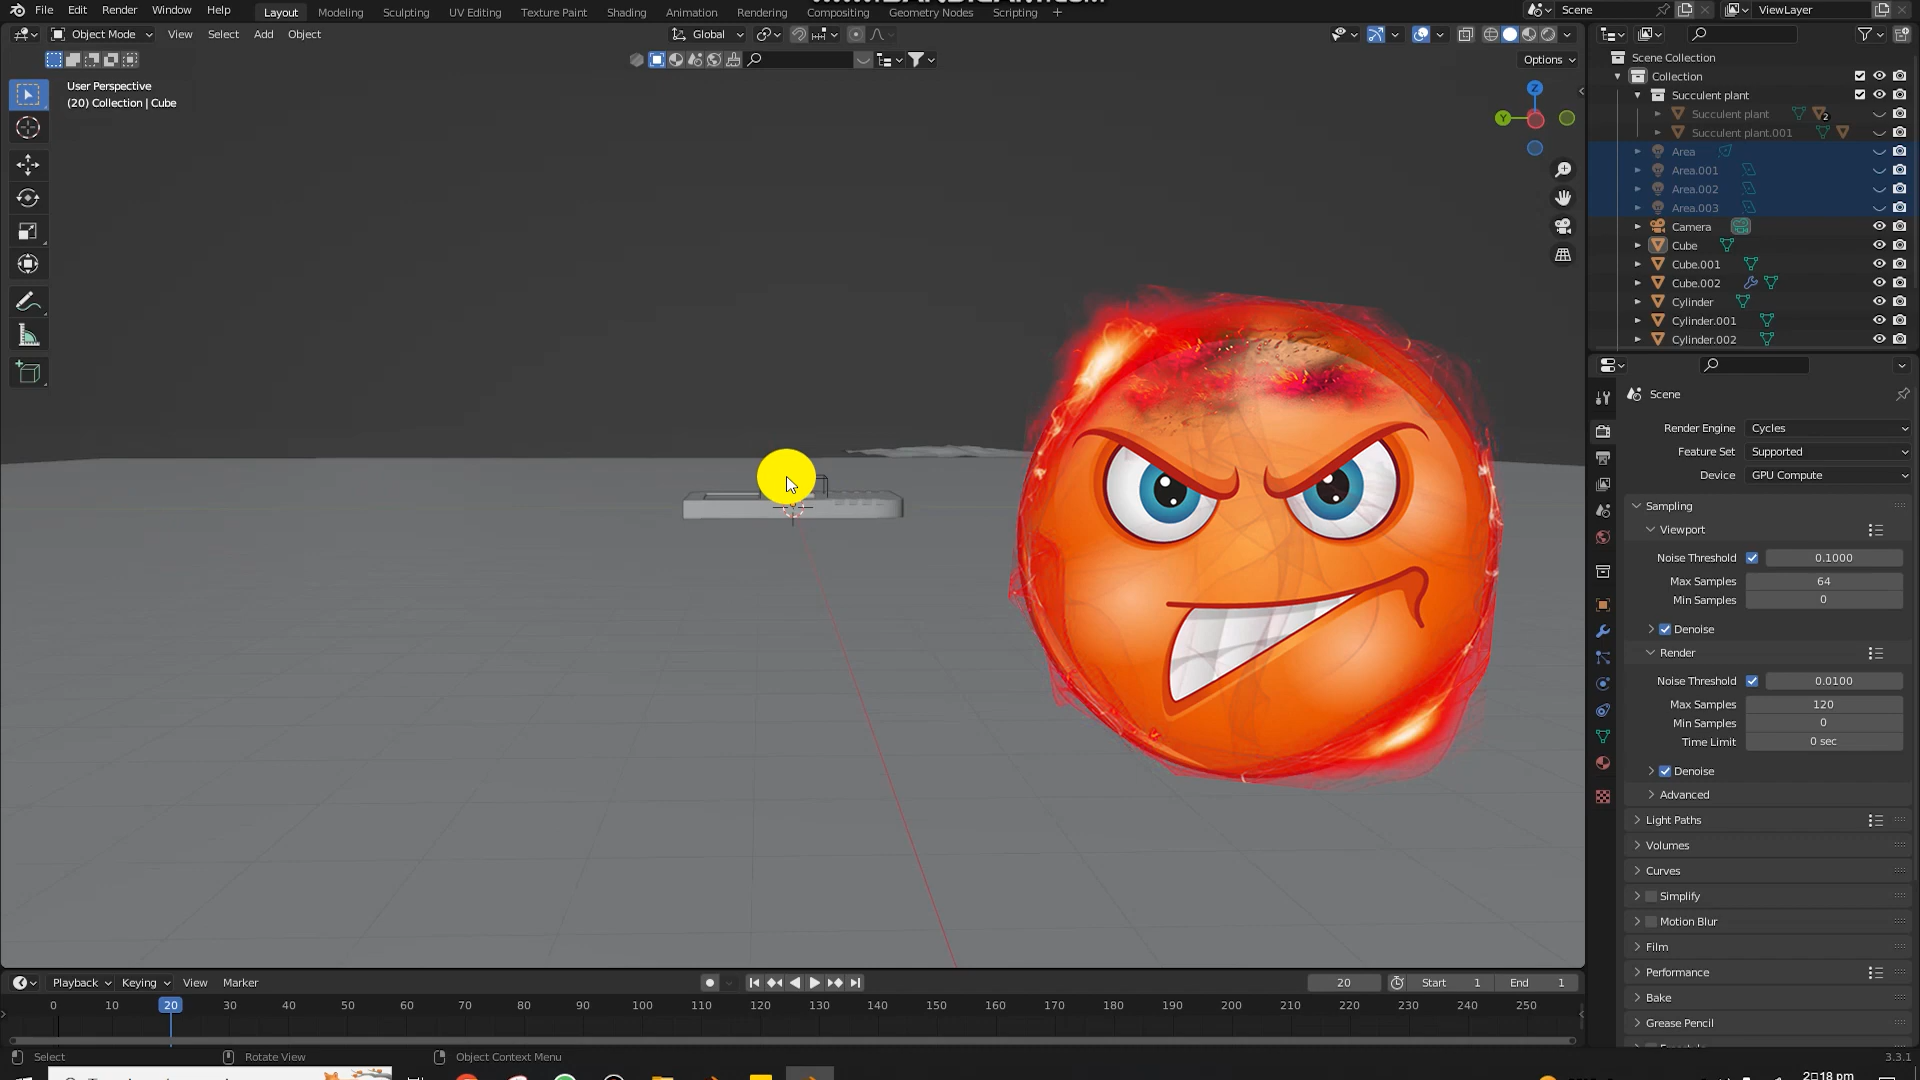 File Edit Render Window Help
Layout Modeling Sculpting UV Editing Texture Paint Shading Animation Rendering Compositing Geometry Nodes Scripting +
Scene
ViewLayer
Object Mode View Select Add Object
Global
Options
User Perspective
(20) Collection | Cube
Z
Y
Scene Collection
Collection
Succulent plant
Succulent plant 2
Succulent plant.001
Area
Area.001
Area.002
Area.003
Camera
Cube
Cube.001
Cube.002
Cylinder
Cylinder.001
Cylinder.002
Scene
Render Engine Cycles
Feature Set Supported
Device GPU Compute
Sampling
Viewport
Noise Threshold 0.1000
Max Samples 64
Min Samples 0
Denoise
Render
Noise Threshold 0.0100
Max Samples 120
Min Samples 0
Time Limit 0 sec
Denoise
Advanced
Light Paths
Volumes
Curves
Simplify
Motion Blur
Film
Performance
Bake
Grease Pencil
Playback Keying View Marker
20 Start 1 End 1
0 10 20 30 40 50 60 70 80 90 100 110 120 130 140 150 160 170 180 190 200 210 220 230 240 250
Select Rotate View Object Context Menu
3.3.1